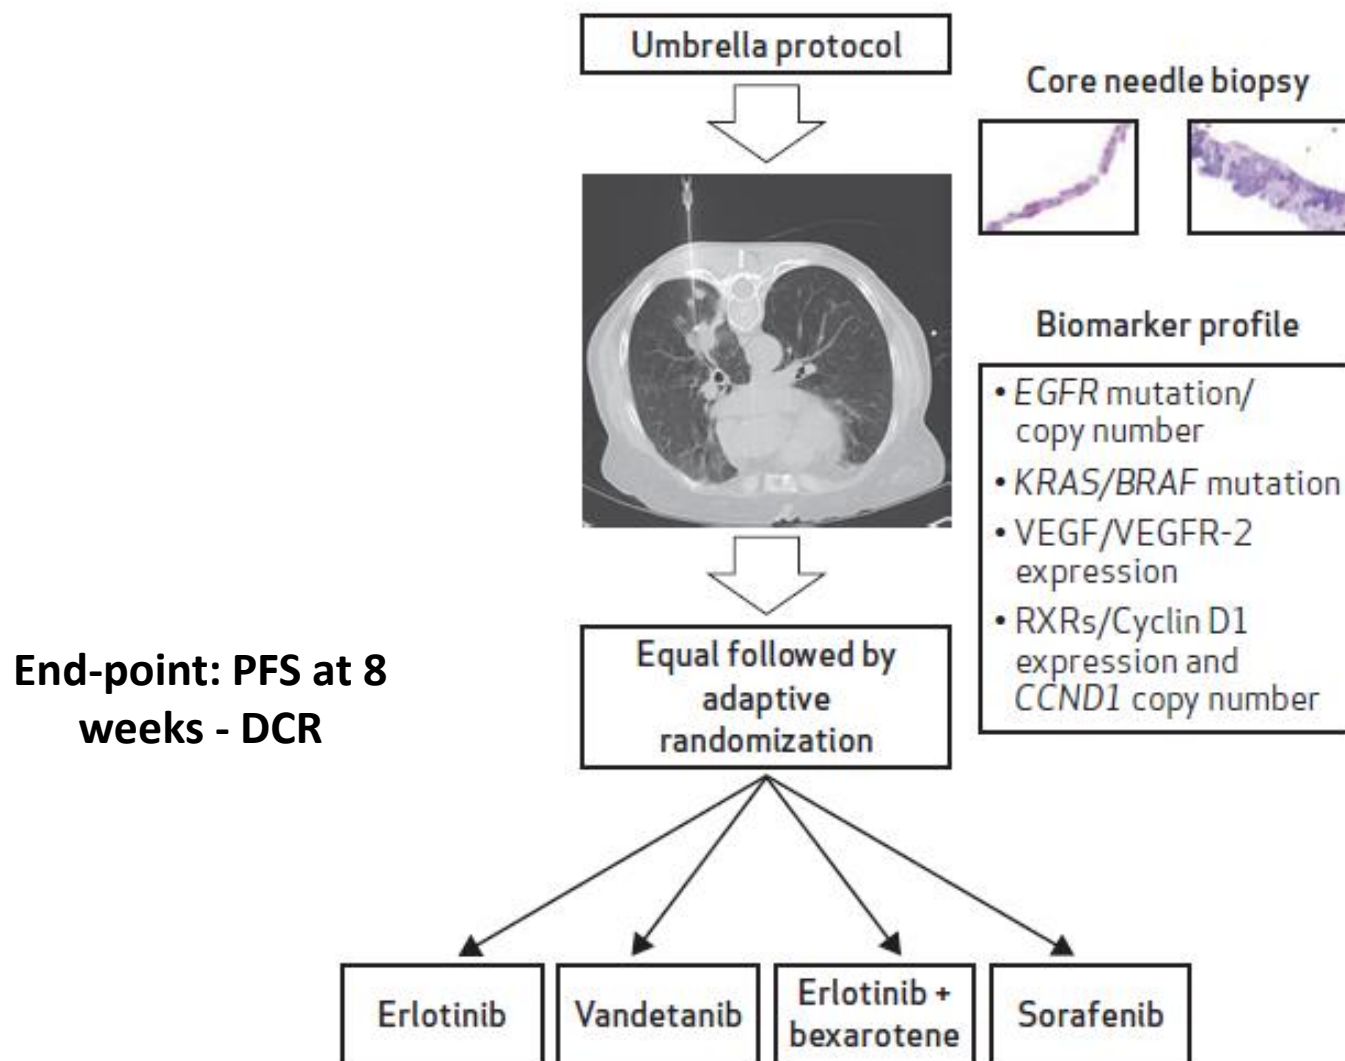 Umbrella protocol
Core needle biopsy
Biomarker profile
• EGFR mutation/
copy number
• KRAS/BRAF mutation
• VEGF/VEGFR-2
expression
• RXRs/Cyclin D1
expression and
CCND1 copy number
Equal followed by
adaptive
randomization
End-point: PFS at 8
weeks - DCR
Erlotinib
Vandetanib
Erlotinib +
bexarotene
Sorafenib